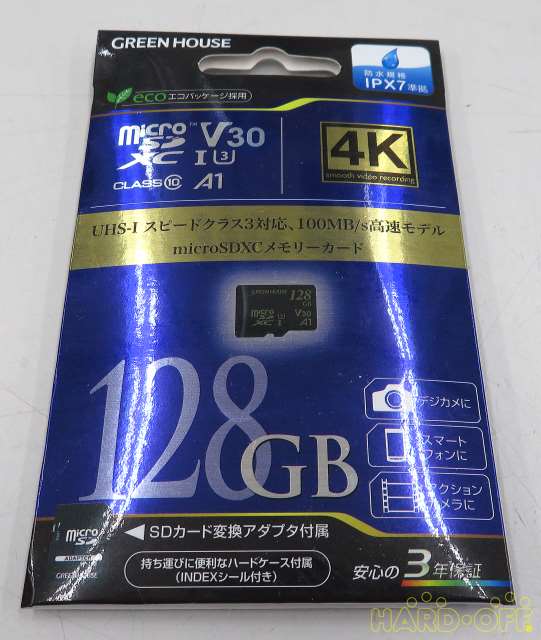 GREEN HOUSE
防水規格
IPX7準拠
eco エコパッケージ採用
micro SD XC I U3 V30
CLASS 10 A1
4K
smooth video recording
UHS-I スピードクラス3対応、100MB/s高速モデル
microSDXCメモリーカード
GREEN HOUSE 128
GB
micro SD XC I U3 V30 A1
128GB
デジカメに
スマート
フォンに
アクション
カメラに
micro SD
ADAPTER
GREEN HOUSE
◀SDカード変換アダプタ付属
持ち運びに便利なハードケース付属
(INDEXシール付き)
安心の3年保証
HARD-OFF